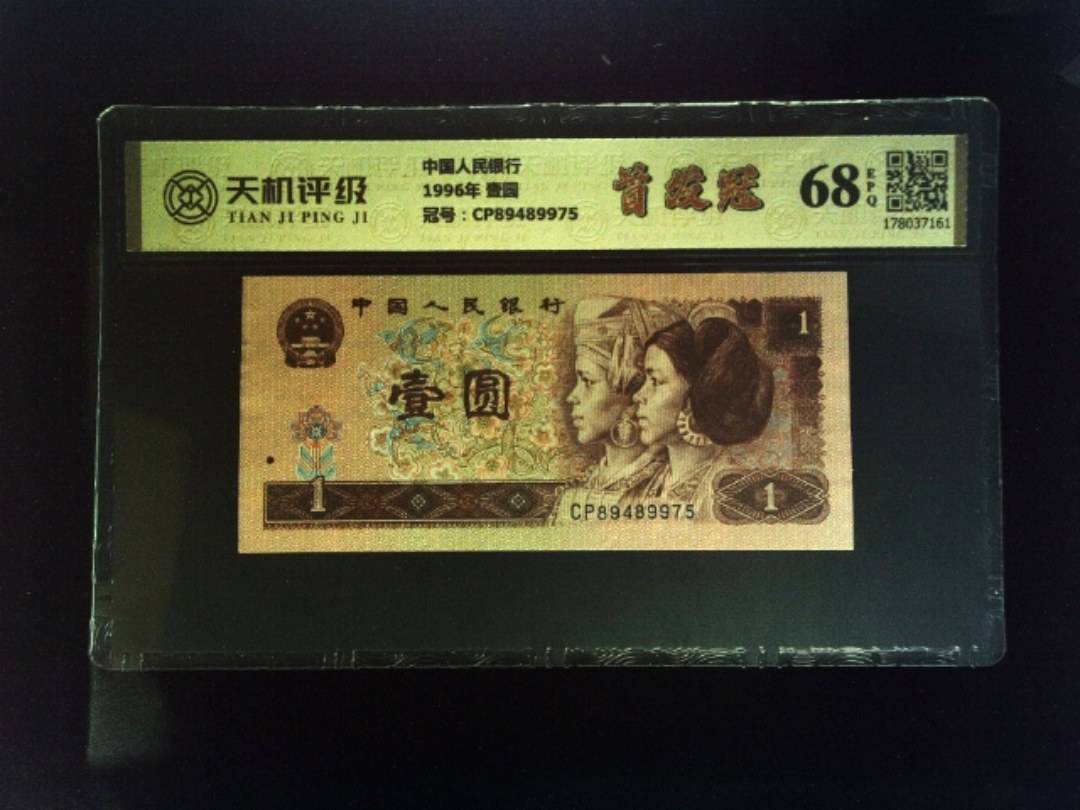 天机评级
TIAN JI PING JI
中国人民银行
1996年 壹圆
冠号：CP89489975
首发冠
68
EPQ
178037161
中国人民银行
1
壹圆
1
CP89489975
1